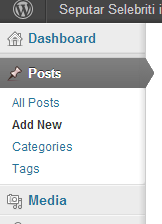 Seputar Selebriti i
Dashboard
Posts
All Posts
Add New
Categories
Tags
Media